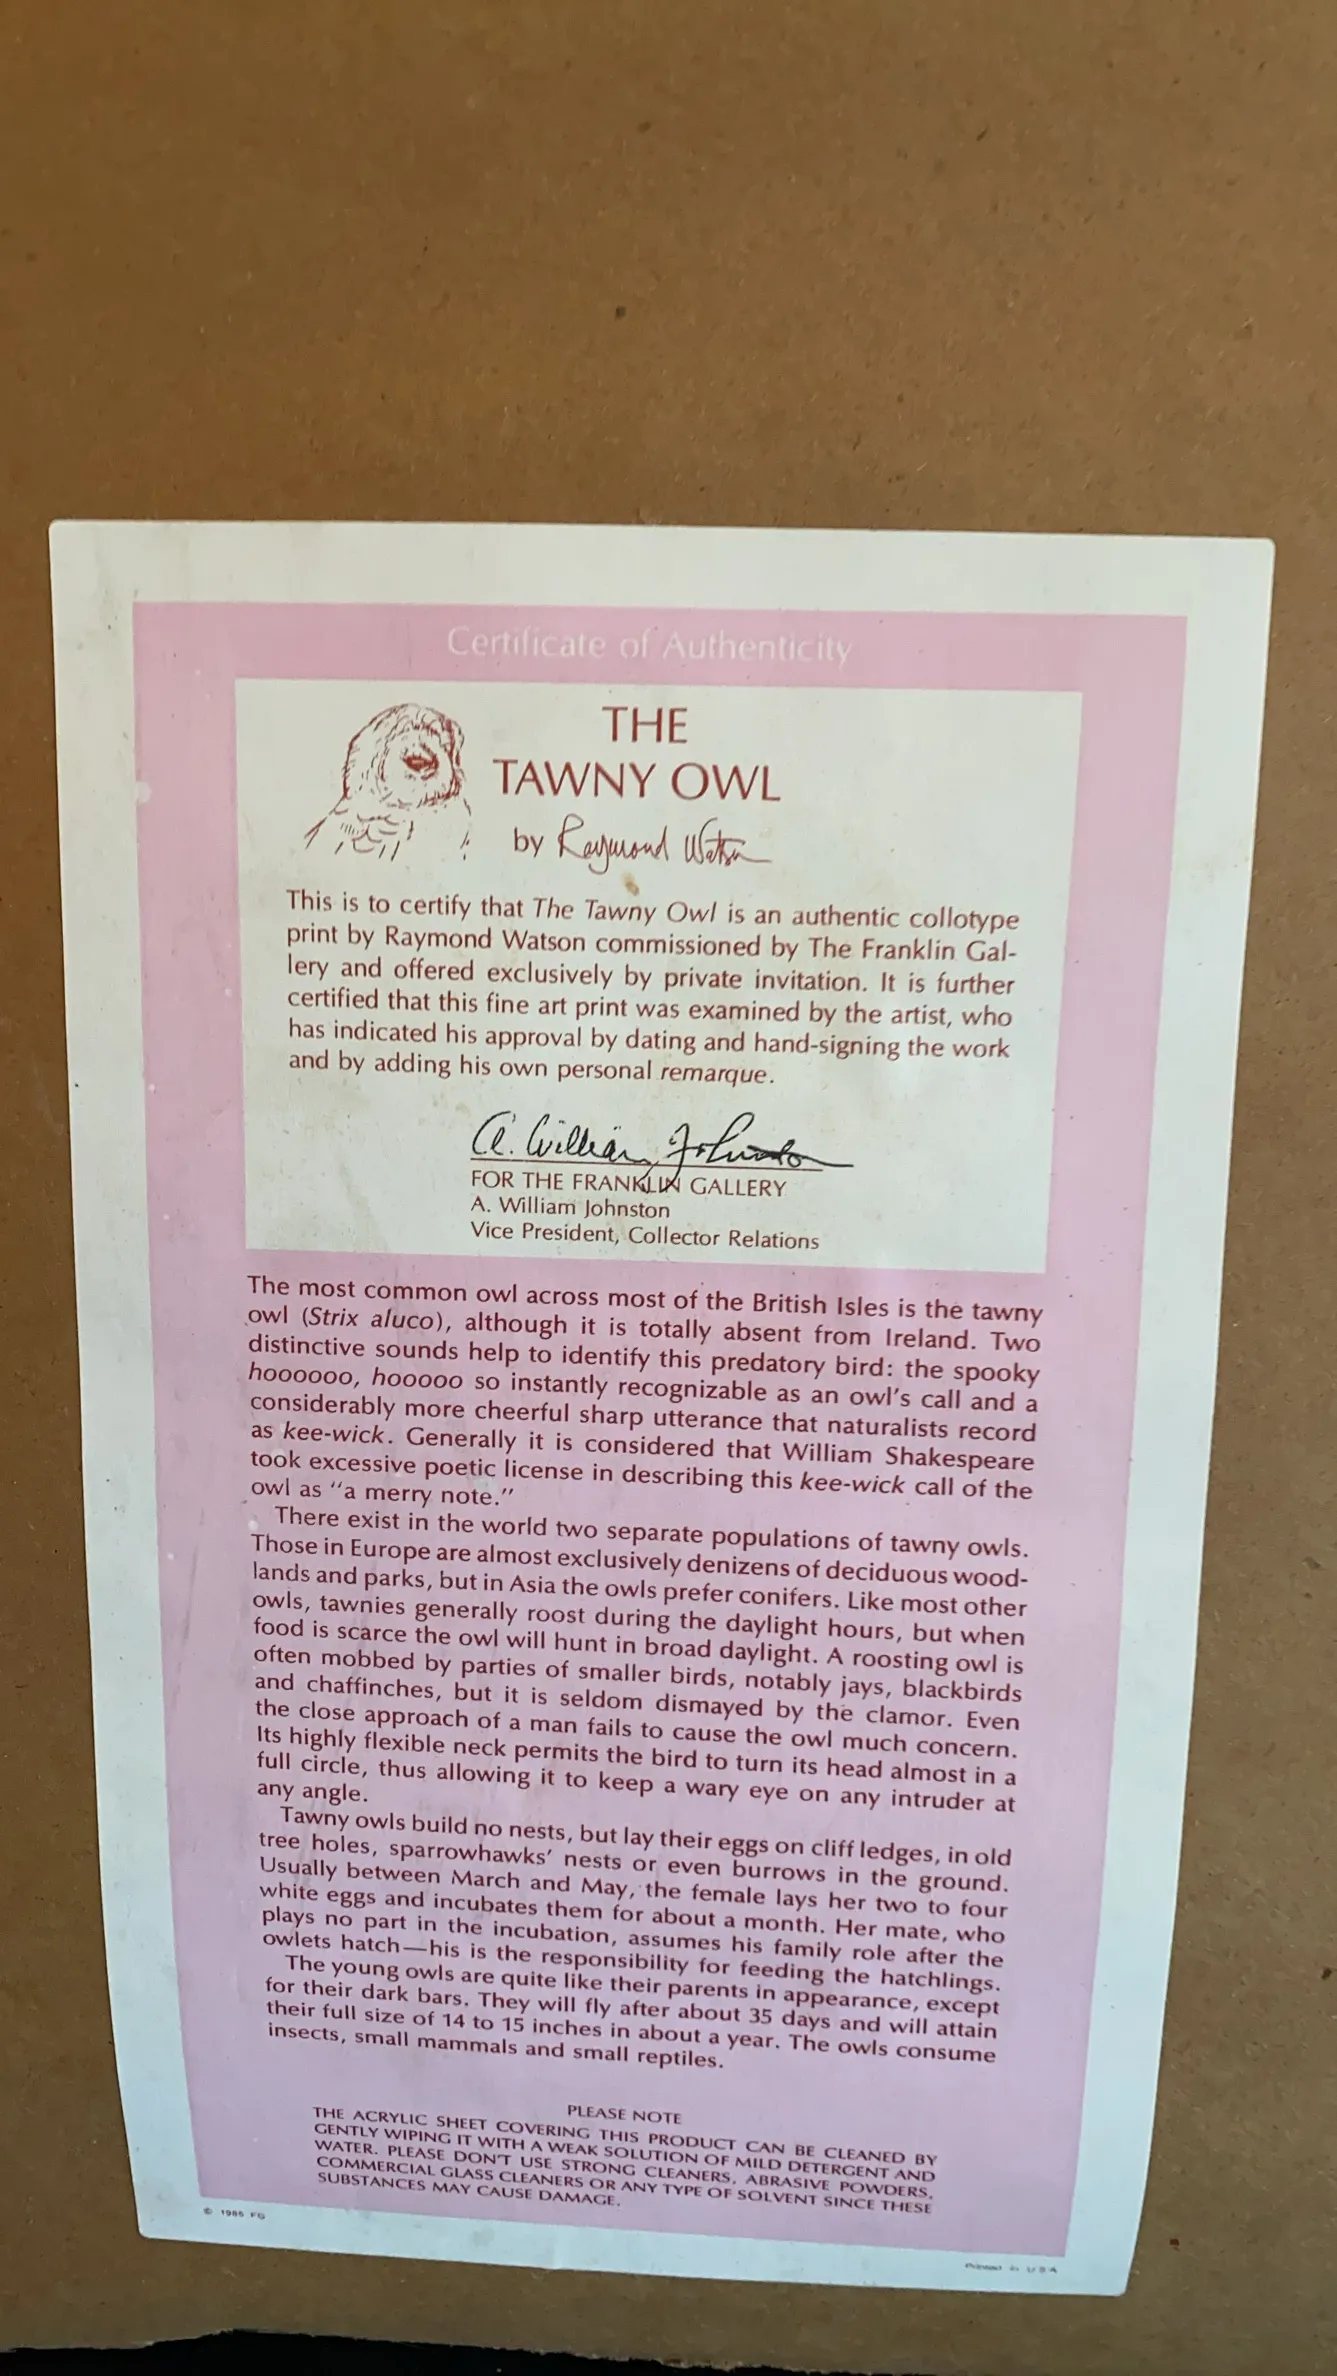 Certificate of Authenticity
THE
TAWNY OWL
by Raymond Watson
This is to certify that The Tawny Owl is an authentic collotype
print by Raymond Watson commissioned by The Franklin Gal-
lery and offered exclusively by private invitation. It is further
certified that this fine art print was examined by the artist, who
has indicated his approval by dating and hand-signing the work
and by adding his own personal remarque.
A. William Johnston
FOR THE FRANKLIN GALLERY
A. William Johnston
Vice President, Collector Relations
The most common owl across most of the British Isles is the tawny
owl (Strix aluco), although it is totally absent from Ireland. Two
distinctive sounds help to identify this predatory bird: the spooky
hoooooo, hooooo so instantly recognizable as an owl's call and a
considerably more cheerful sharp utterance that naturalists record
as kee-wick. Generally it is considered that William Shakespeare
took excessive poetic license in describing this kee-wick call of the
owl as "a merry note."
There exist in the world two separate populations of tawny owls.
Those in Europe are almost exclusively denizens of deciduous wood-
lands and parks, but in Asia the owls prefer conifers. Like most other
owls, tawnies generally roost during the daylight hours, but when
food is scarce the owl will hunt in broad daylight. A roosting owl is
often mobbed by parties of smaller birds, notably jays, blackbirds
and chaffinches, but it is seldom dismayed by the clamor. Even
the close approach of a man fails to cause the owl much concern.
Its highly flexible neck permits the bird to turn its head almost in a
full circle, thus allowing it to keep a wary eye on any intruder at
any angle.
Tawny owls build no nests, but lay their eggs on cliff ledges, in old
tree holes, sparrowhawks' nests or even burrows in the ground.
Usually between March and May, the female lays her two to four
white eggs and incubates them for about a month. Her mate, who
plays no part in the incubation, assumes his family role after the
owlets hatch—his is the responsibility for feeding the hatchlings.
The young owls are quite like their parents in appearance, except
for their dark bars. They will fly after about 35 days and will attain
their full size of 14 to 15 inches in about a year. The owls consume
insects, small mammals and small reptiles.
PLEASE NOTE
THE ACRYLIC SHEET COVERING THIS PRODUCT CAN BE CLEANED BY
GENTLY WIPING IT WITH A WEAK SOLUTION OF MILD DETERGENT AND
WATER. PLEASE DON'T USE STRONG CLEANERS, ABRASIVE POWDERS,
COMMERCIAL GLASS CLEANERS OR ANY TYPE OF SOLVENT SINCE THESE
SUBSTANCES MAY CAUSE DAMAGE.
© 1985 FG
Printed in U S A